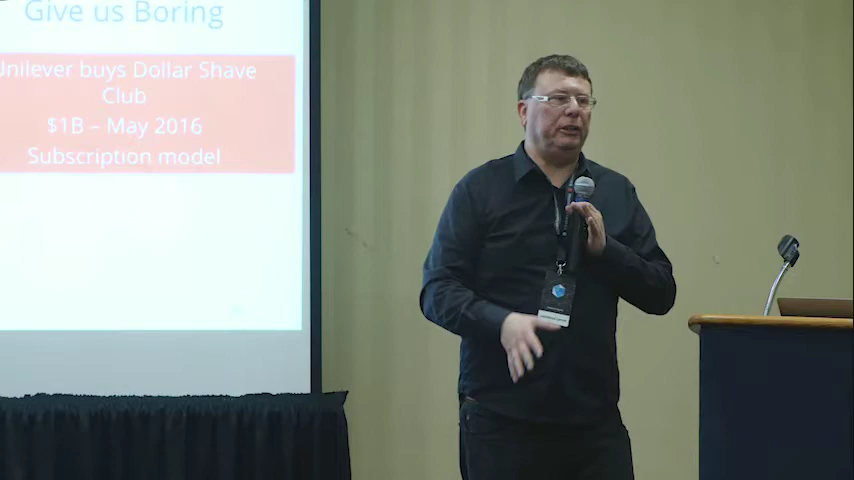 Give us Boring
Unilever buys Dollar Shave
Club
$1B – May 2016
Subscription model